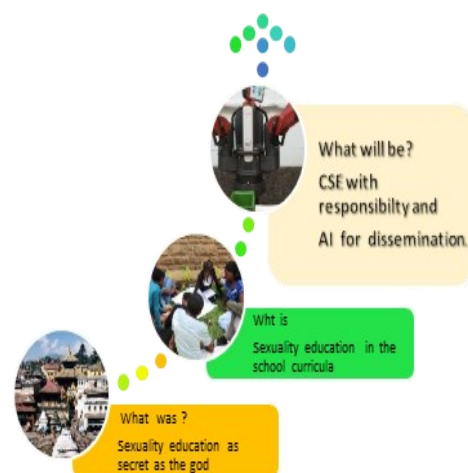 What will be?
CSE with
responsibilty and
AI for dissemination.
Wht is
Sexuality education in the
school curricula
What was ?
Sexuality education as
secret as the god